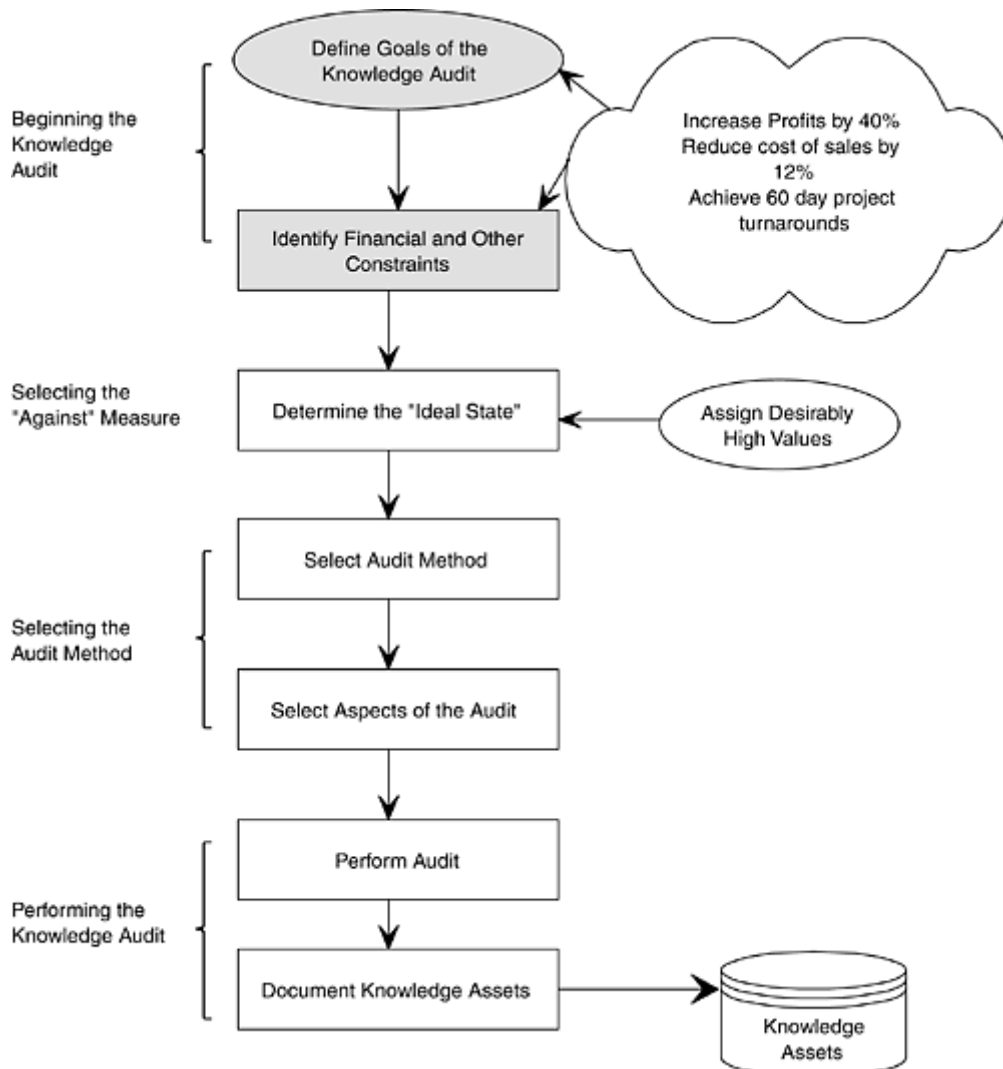 Define Goals of the
Knowledge Audit
Beginning the
Knowledge
Audit
Increase Profits by 40%
Reduce cost of sales by
12%
Achieve 60 day project
turnarounds
Identify Financial and Other
Constraints
Selecting the
"Against" Measure
Determine the "Ideal State"
Assign Desirably
High Values
Select Audit Method
Selecting the
Audit Method
Select Aspects of the Audit
Perform Audit
Performing the
Knowledge Audit
Document Knowledge Assets
Knowledge
Assets